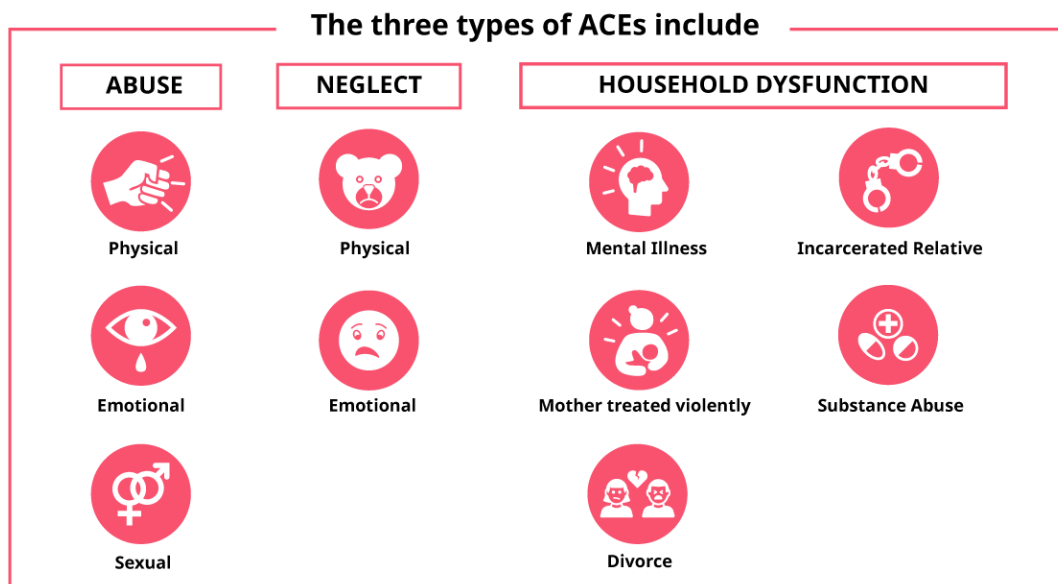 The three types of ACEs include
ABUSE
NEGLECT
HOUSEHOLD DYSFUNCTION
Physical
Physical
Mental Illness
Incarcerated Relative
Emotional
Emotional
Mother treated violently
Substance Abuse
Sexual
Divorce